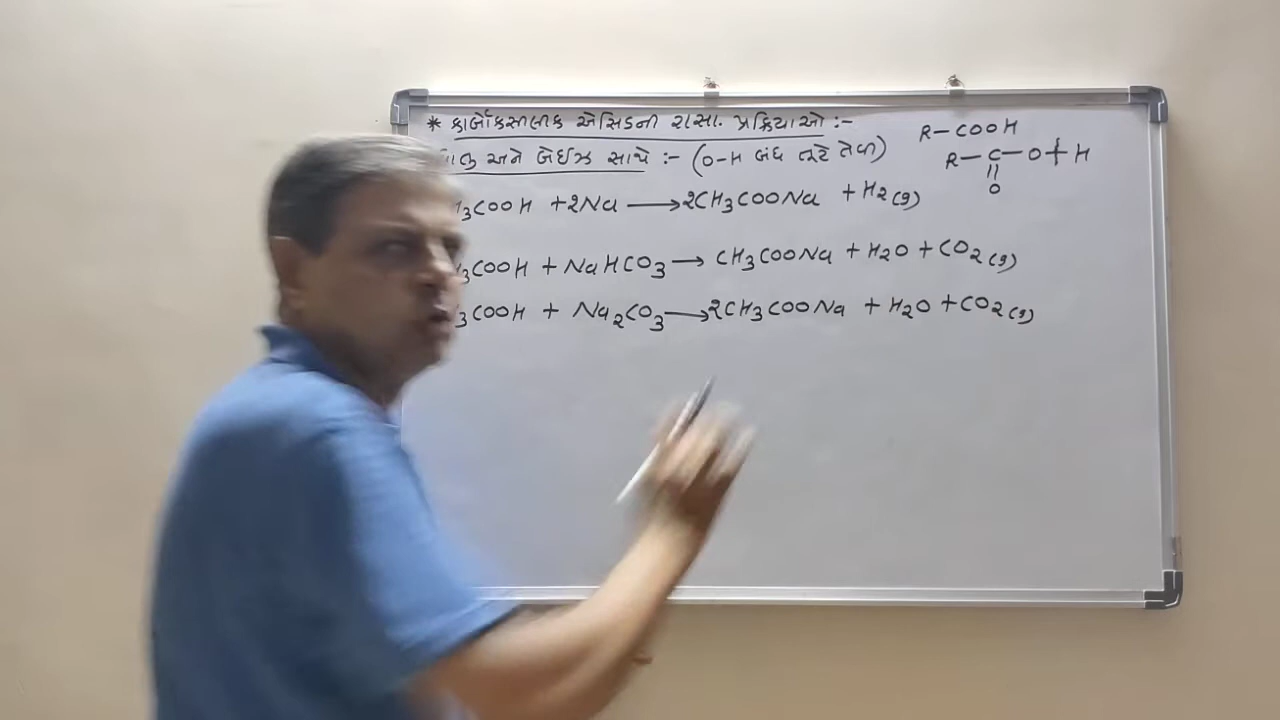 * કાર્બોક્સીલીક એસિડની રાસા. પ્રક્રિયાઓ :-
અને બેઈઝ સાથે :- (O-H બંધ તૂટે તેવી)
R-COOH
R-C-O+H
||
O
3COOH +2Na ⟶ 2CH3COONa + H2(g)
3COOH + NaHCO3 ⟶ CH3COONa + H2O + CO2(g)
3COOH + Na2CO3 ⟶ 2CH3COONa + H2O + CO2(g)